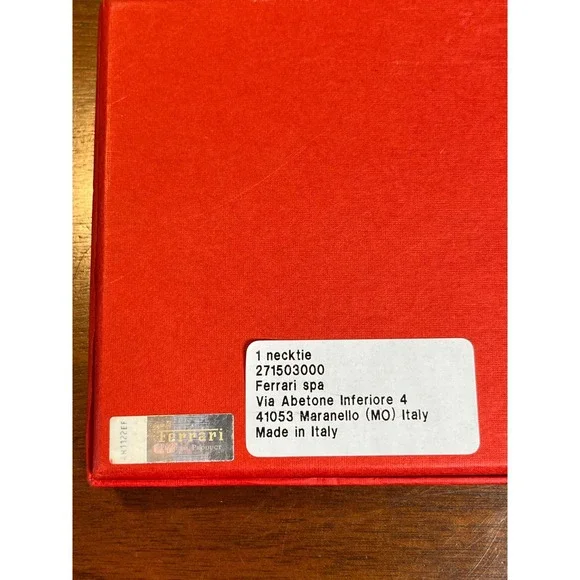 1 necktie
271503000
Ferrari spa
Via Abetone Inferiore 4
41053 Maranello (MO) Italy
Made in Italy
Ferrari